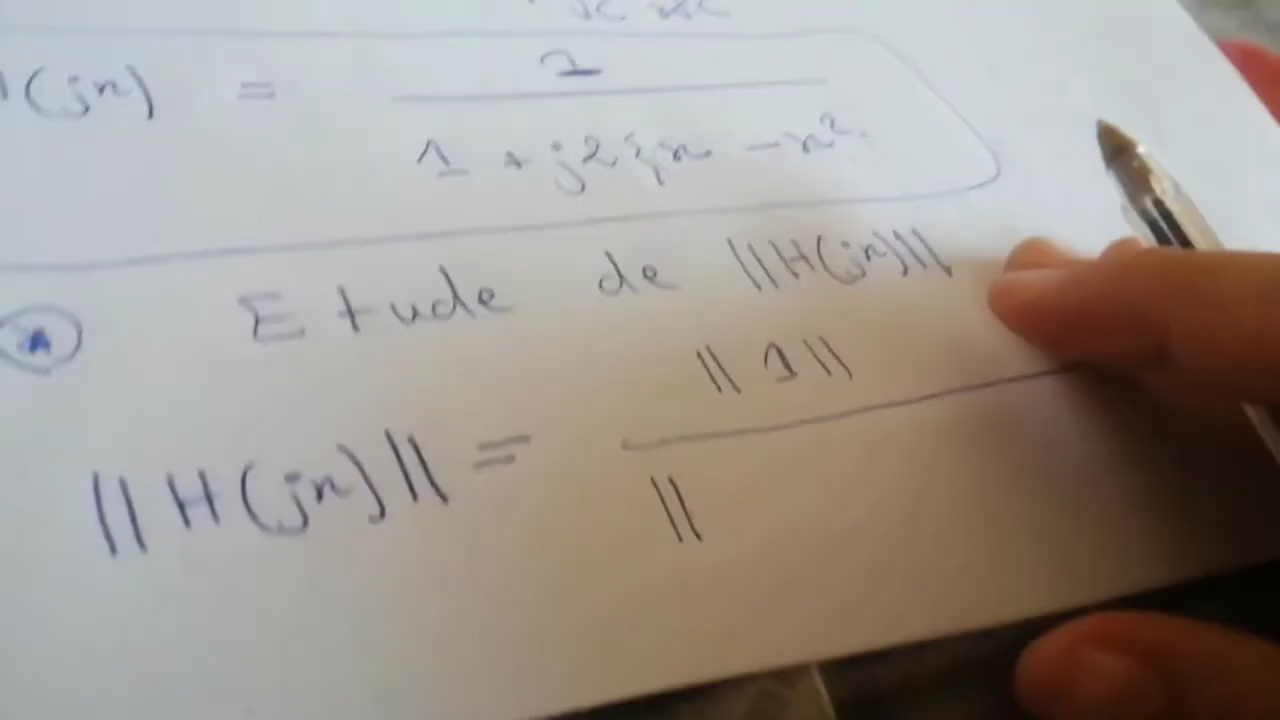 (jx) = 1
1 + j2ξx - x²
Etude de ||H(jx)||
|| 1 ||
||H(jx)|| =
||